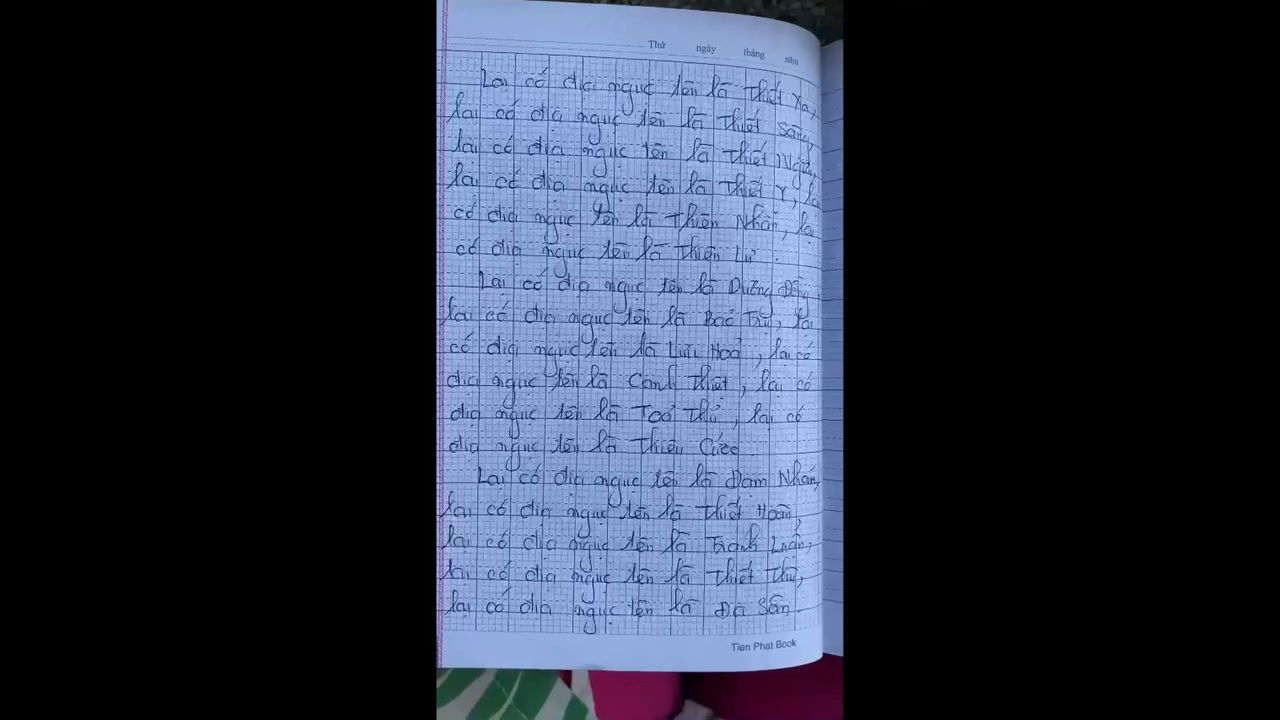 Thứ ngày tháng năm
Lại có địa ngục tên là Thiết Xa,
lại có địa ngục tên là Thiết Sàng,
lại có địa ngục tên là Thiết Ngưu,
lại có địa ngục tên là Thiết Y, lại
có địa ngục tên là Thiên Nhẫn, lại
có địa ngục tên là Thiết Lư.
Lại có địa ngục tên là Dương Đồng,
lại có địa ngục tên là Bảo Trụ, lại
có địa ngục tên là Lưu Hoả, lại có
địa ngục tên là Canh Thiệt, lại có
địa ngục tên là Toả Thủ, lại có
địa ngục tên là Thiêu Cước
Lại có địa ngục tên là Đạm Nhãn,
lại có địa ngục tên là Thiết Hoàn,
lại có địa ngục tên là Tranh Luận,
lại có địa ngục tên là Thiết Thù,
lại có địa ngục tên là Đa Sân.
Tien Phat Book